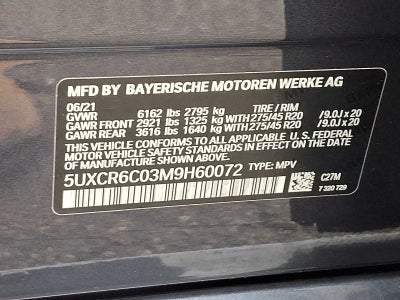 MFD BY BAYERISCHE MOTOREN WERKE AG
06/21 TIRE / RIM
GVWR 6162 lbs 2795 kg
GAWR FRONT 2921 lbs 1325 kg WITH 275/45 R20 /9.0J x 20
GAWR REAR 3616 lbs 1640 kg WITH 275/45 R20 /9.0J x 20
THIS VEHICLE CONFORMS TO ALL APPLICABLE U.S. FEDERAL
MOTOR VEHICLE SAFETY STANDARDS IN EFFECT ON THE
DATE OF MANUFACTURE SHOWN ABOVE.
5UXCR6C03M9H60072 TYPE: MPV
C27M
7 320 729